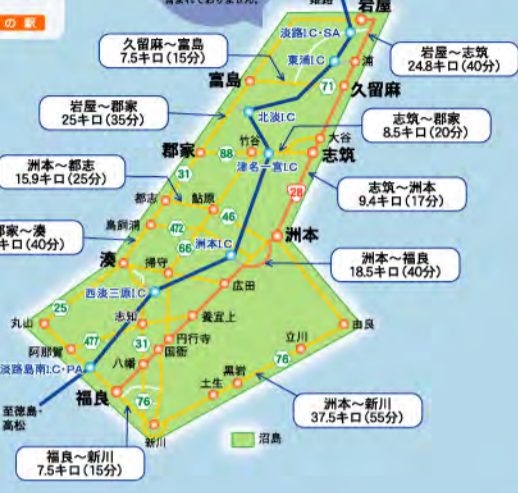 岩屋
の駅
淡路I.C・SA
久留麻〜富島
7.5キロ(15分)
東浦I.C
浦
岩屋〜志筑
24.8キロ(40分)
富島
71
久留麻
岩屋〜郡家
25キロ(35分)
北淡I.C
志筑〜郡家
8.5キロ(20分)
竹谷
大谷
郡家
88
志筑
津名一宮I.C
31
洲本〜都志
15.9キロ(25分)
28
志筑〜洲本
9.4キロ(17分)
都志
鮎原
46
鳥飼浦
472
洲本
66
洲本I.C
キロ(40分)
湊
掃守
洲本〜福良
18.5キロ(40分)
西淡三原I.C
広田
25
丸山
志知
養宜上
由良
477
円行寺
立川
阿那賀
31
国衙
76
淡路島南I.C・PA
八幡
黒岩
土生
福良
76
洲本〜新川
37.5キロ(55分)
至徳島・
高松
新川
沼島
福良〜新川
7.5キロ(15分)